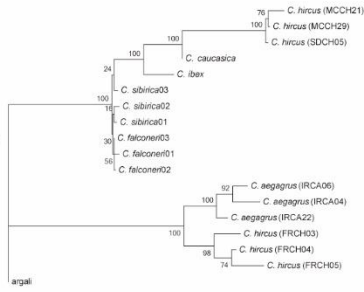 76
C. hircus (MCCH21)
100
C. hircus (MCCH29)
100
C. hircus (SDCH05)
100
C. caucasica
24
C. ibex
100
C. sibirica03
16
C. sibirica02
C. sibirica01
30
C. falconeri03
C. falconeri01
56
C. falconeri02
92
C. aegagrus (IRCA06)
100
C. aegagrus (IRCA04)
C. aegagrus (IRCA22)
100
C. hircus (FRCH03)
98
C. hircus (FRCH04)
74
C. hircus (FRCH05)
argali